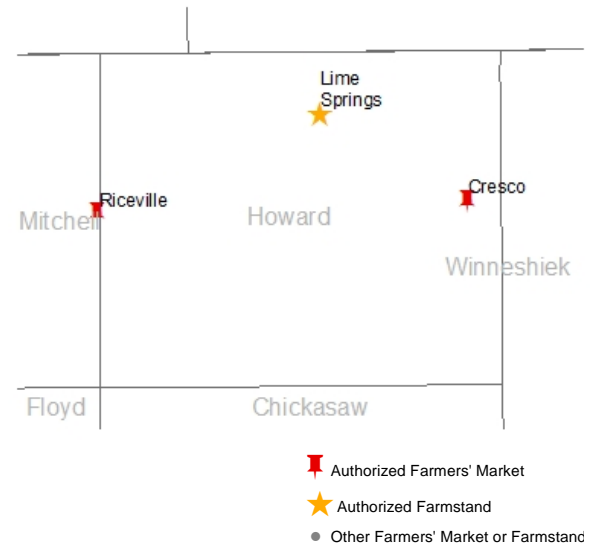 Lime
Springs
Riceville
Cresco
Mitchell
Howard
Winneshiek
Floyd
Chickasaw
Authorized Farmers' Market
Authorized Farmstand
Other Farmers' Market or Farmstand